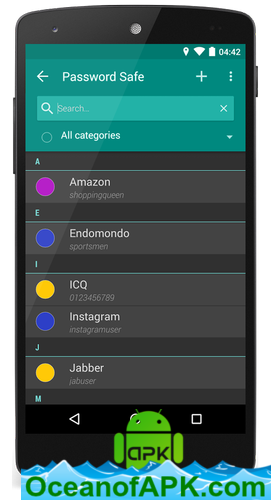 04:42
Password Safe
Search...
All categories
A
Amazon
shoppingqueen
E
Endomondo
sportsmen
I
ICQ
0123456789
Instagram
instagramuser
J
Jabber
jabuser
M
APK
OceanofAPK.com